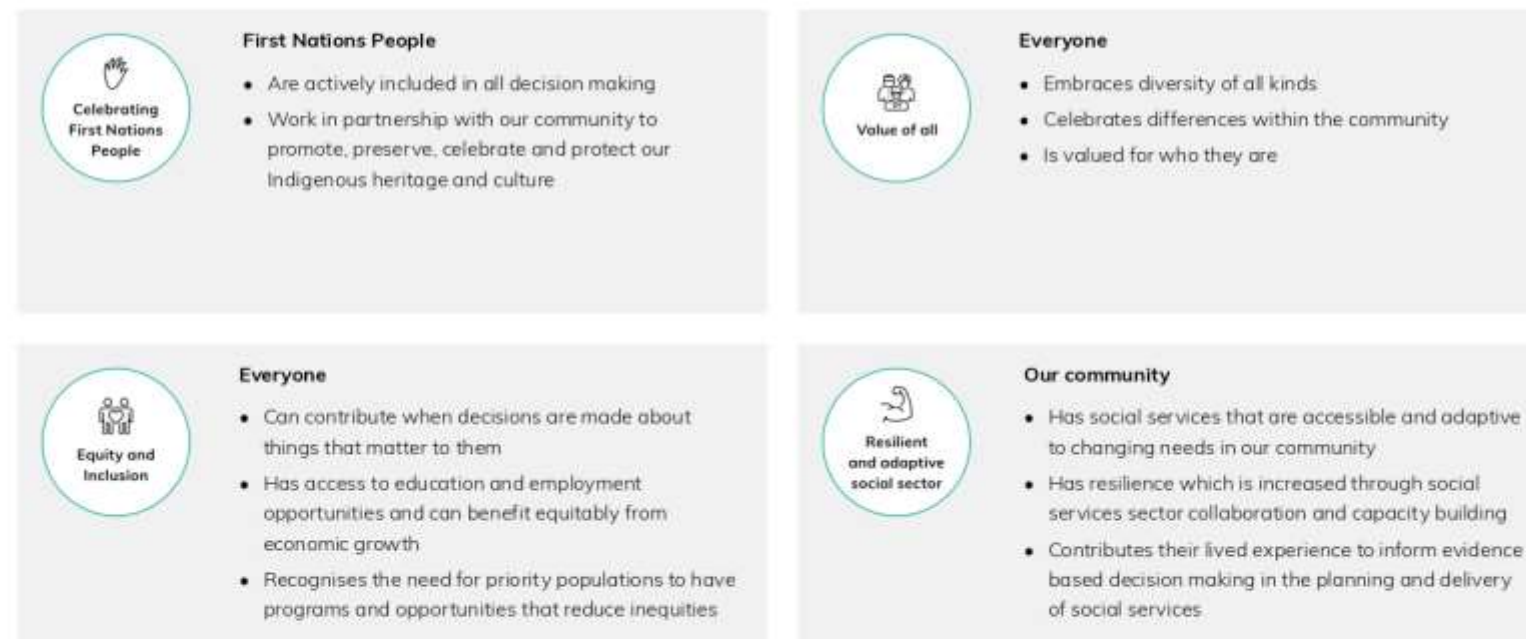 Celebrating
First Nations
People
First Nations People
• Are actively included in all decision making
• Work in partnership with our community to
promote, preserve, celebrate and protect our
Indigenous heritage and culture
Value of all
Everyone
• Embraces diversity of all kinds
• Celebrates differences within the community
• Is valued for who they are
Equity and
Inclusion
Everyone
• Can contribute when decisions are made about
things that matter to them
• Has access to education and employment
opportunities and can benefit equitably from
economic growth
• Recognises the need for priority populations to have
programs and opportunities that reduce inequities
Resilient
and adaptive
social sector
Our community
• Has social services that are accessible and adaptive
to changing needs in our community
• Has resilience which is increased through social
services sector collaboration and capacity building
• Contributes their lived experience to inform evidence
based decision making in the planning and delivery
of social services